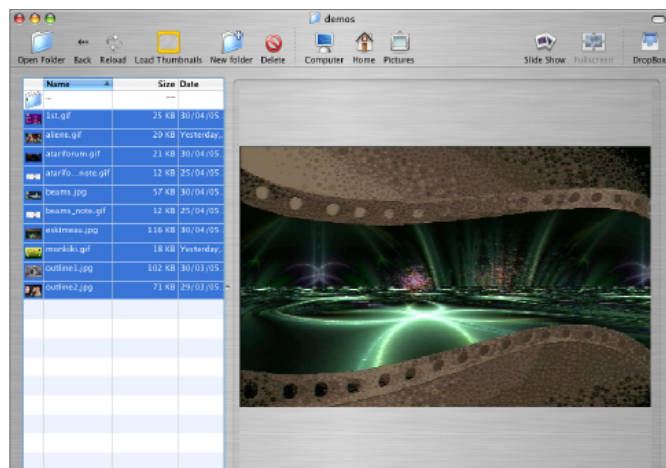 demos
Open Folder Back Reload Load Thumbnails New folder Delete Computer Home Pictures Slide Show Fullscreen DropBox
Name Size Date
.. --
1st.gif 25 KB 30/04/05..
aliene.gif 20 KB Yesterday,..
atariforum.gif 21 KB 30/04/05..
atarifo...note.gif 12 KB 25/04/05..
beams.jpg 57 KB 30/04/05..
beams_note.gif 12 KB 25/04/05..
eskimeau.jpg 116 KB 30/04/05..
monkiki.gif 18 KB Yesterday,..
outline1.jpg 102 KB 30/03/05..
outline2.jpg 71 KB 29/03/05..